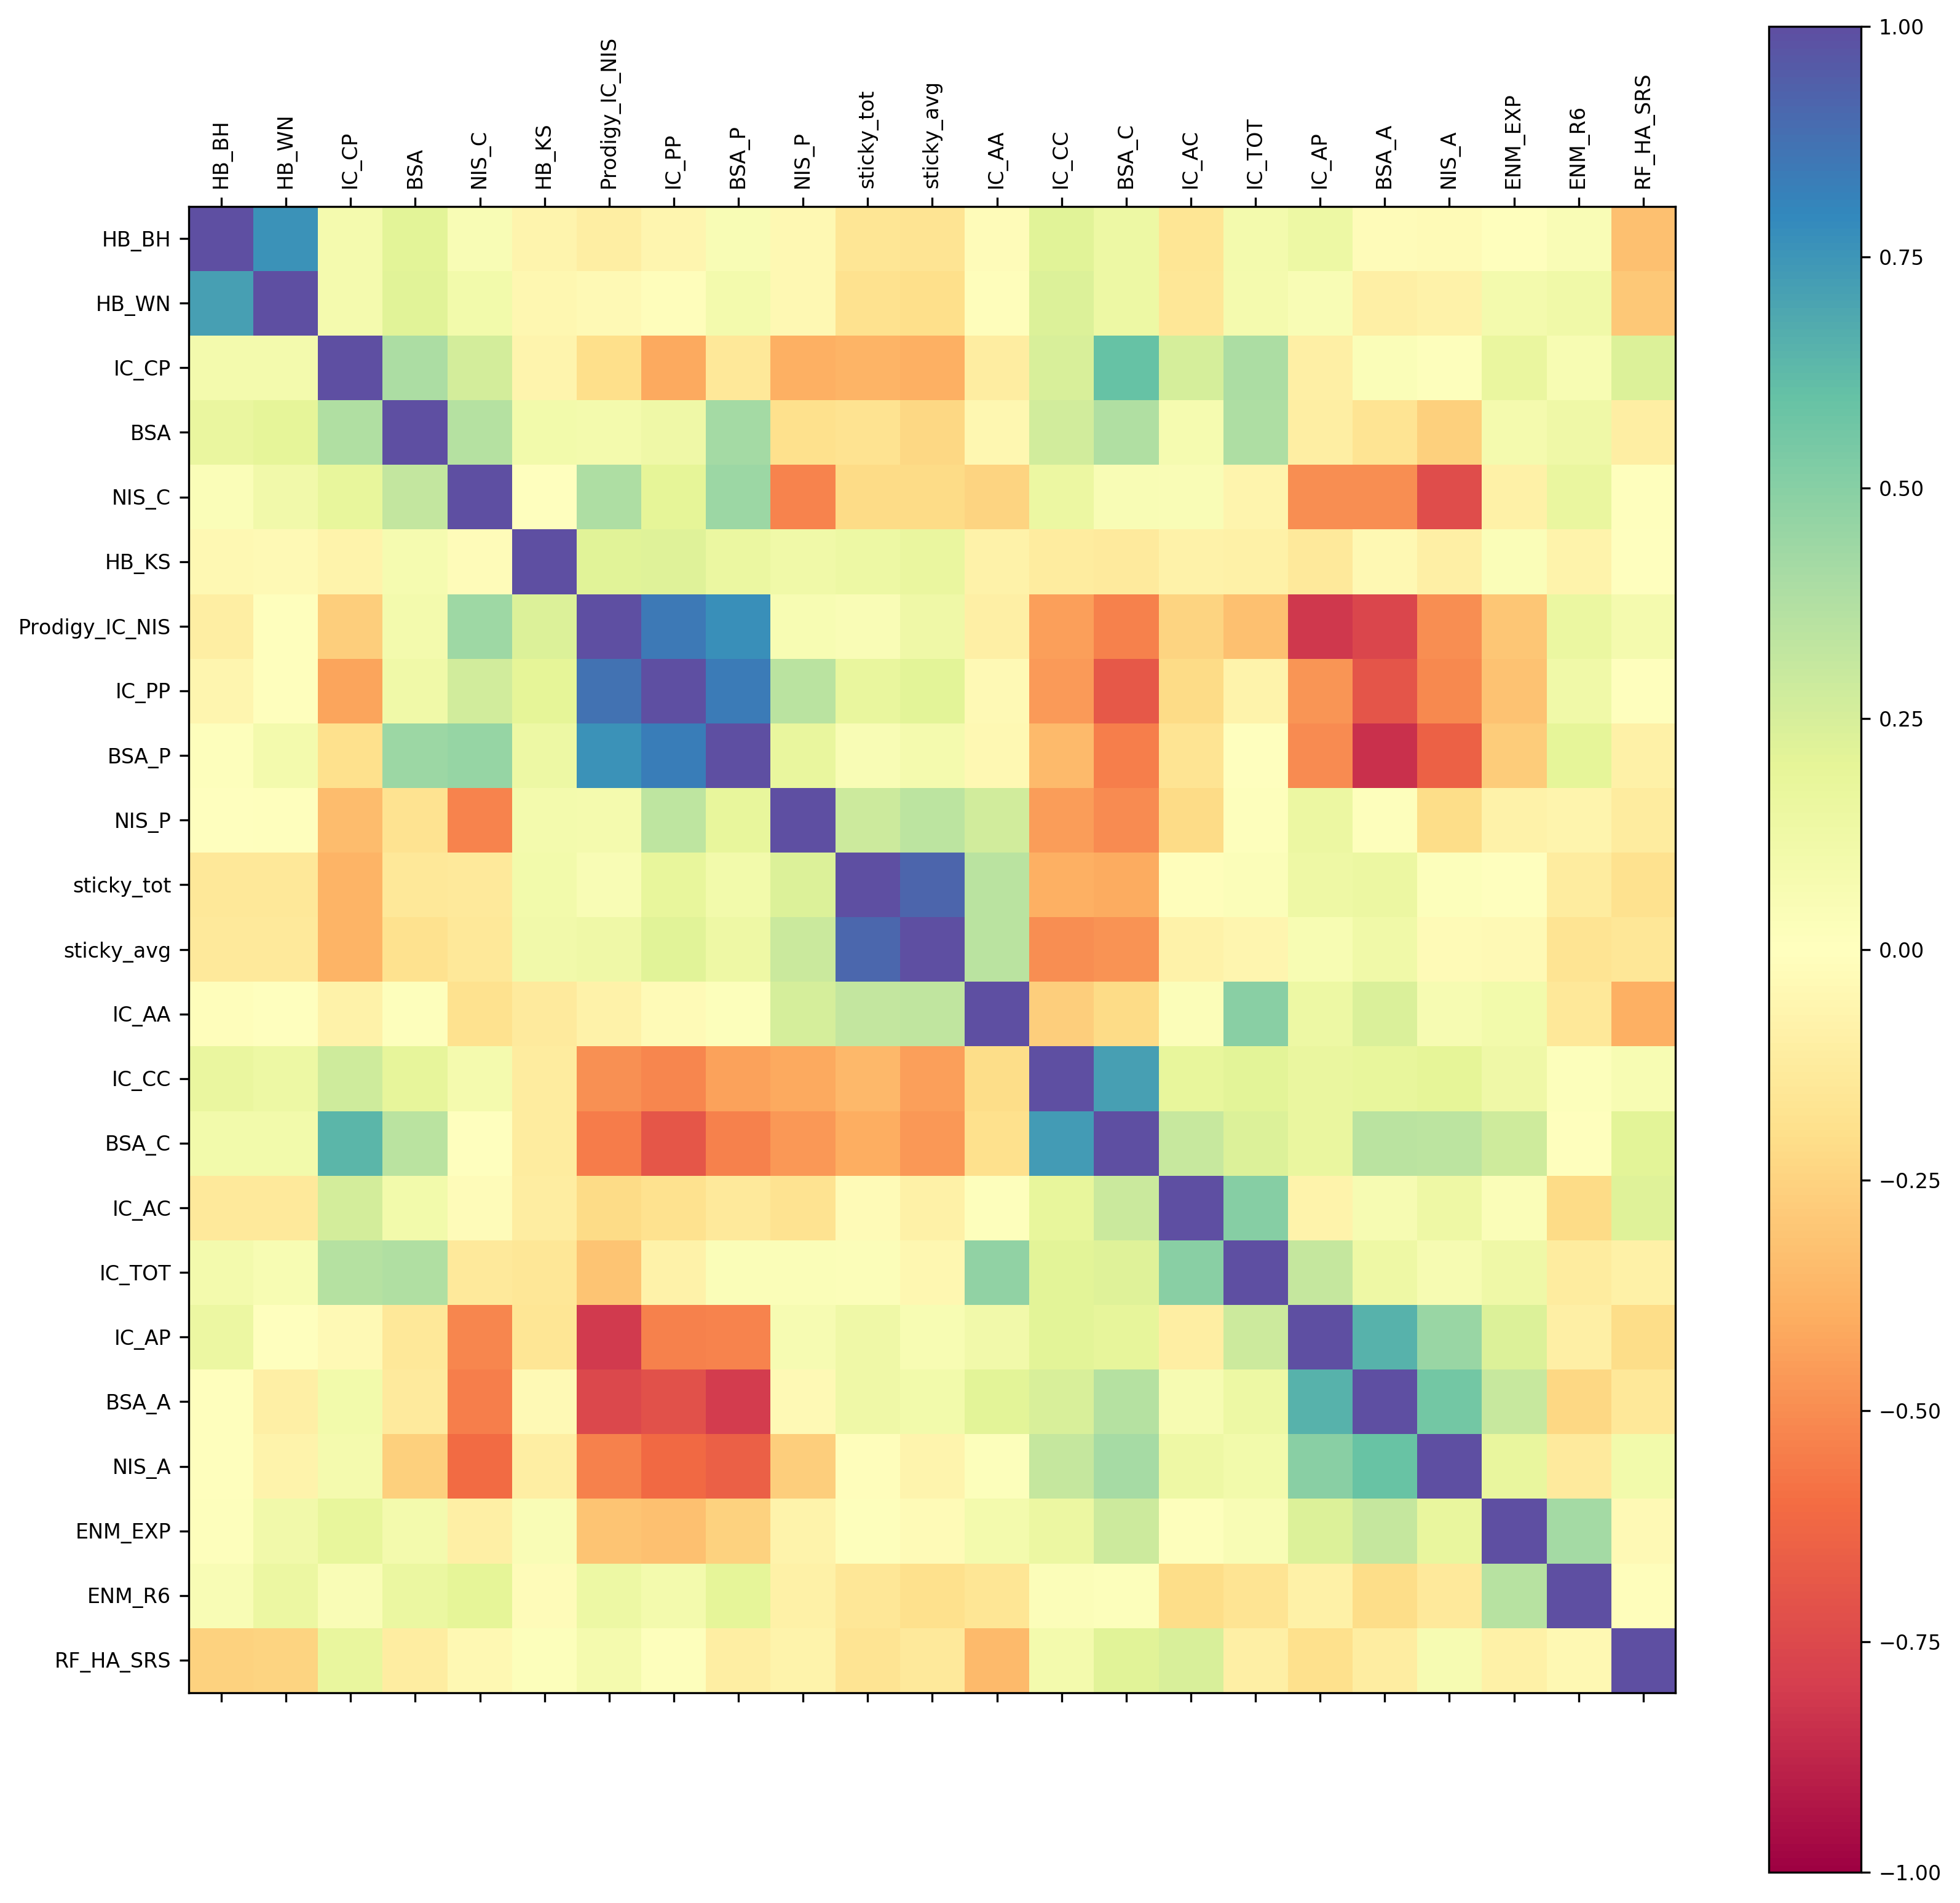 HB_BH
HB_WN
IC_CP
BSA
NIS_C
HB_KS
Prodigy_IC_NIS
IC_PP
BSA_P
NIS_P
sticky_tot
sticky_avg
IC_AA
IC_CC
BSA_C
IC_AC
IC_TOT
IC_AP
BSA_A
NIS_A
ENM_EXP
ENM_R6
RF_HA_SRS
HB_BH
HB_WN
IC_CP
BSA
NIS_C
HB_KS
Prodigy_IC_NIS
IC_PP
BSA_P
NIS_P
sticky_tot
sticky_avg
IC_AA
IC_CC
BSA_C
IC_AC
IC_TOT
IC_AP
BSA_A
NIS_A
ENM_EXP
ENM_R6
RF_HA_SRS
1.00
0.75
0.50
0.25
0.00
−0.25
−0.50
−0.75
−1.00